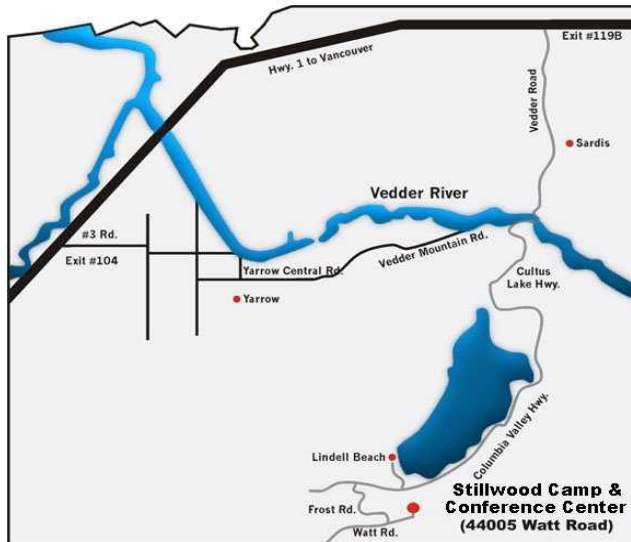 Exit #119B
Hwy. 1 to Vancouver
Vedder Road
Sardis
Vedder River
#3 Rd.
Exit #104
Yarrow Central Rd.
Vedder Mountain Rd.
Cultus
Lake Hwy.
Yarrow
Columbia Valley Hwy.
Lindell Beach
Stillwood Camp &
Conference Center
(44005 Watt Road)
Frost Rd.
Watt Rd.